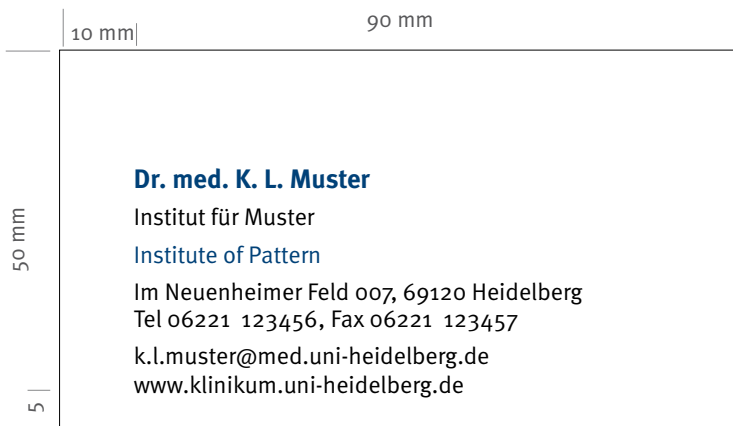 90 mm
10 mm
Dr. med. K. L. Muster
Institut für Muster
Institute of Pattern
Im Neuenheimer Feld 007, 69120 Heidelberg
Tel 06221 123456, Fax 06221 123457
k.l.muster@med.uni-heidelberg.de
www.klinikum.uni-heidelberg.de
50 mm
5